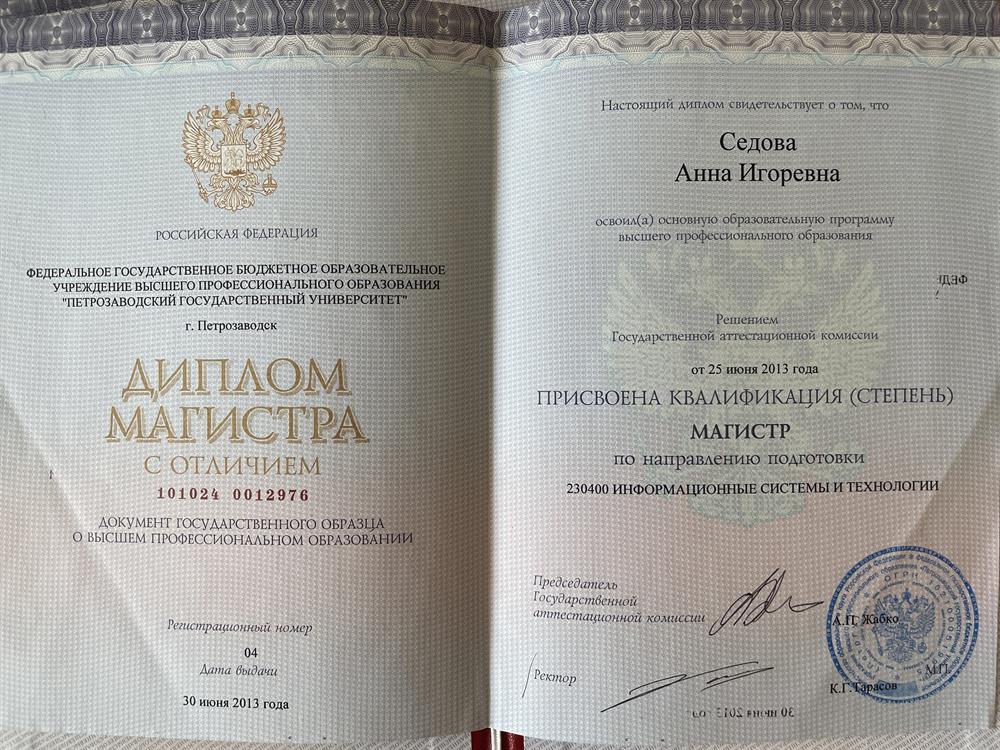 РОССИЙСКАЯ ФЕДЕРАЦИЯ
ФЕДЕРАЛЬНОЕ ГОСУДАРСТВЕННОЕ БЮДЖЕТНОЕ ОБРАЗОВАТЕЛЬНОЕ
УЧРЕЖДЕНИЕ ВЫСШЕГО ПРОФЕССИОНАЛЬНОГО ОБРАЗОВАНИЯ
"ПЕТРОЗАВОДСКИЙ ГОСУДАРСТВЕННЫЙ УНИВЕРСИТЕТ"
г. Петрозаводск
ДИПЛОМ
МАГИСТРА
С ОТЛИЧИЕМ
101024 0012976
ДОКУМЕНТ ГОСУДАРСТВЕННОГО ОБРАЗЦА
О ВЫСШЕМ ПРОФЕССИОНАЛЬНОМ ОБРАЗОВАНИИ
Регистрационный номер
04
Дата выдачи
30 июня 2013 года
Настоящий диплом свидетельствует о том, что
Седова
Анна Игоревна
освоил(а) основную образовательную программу
высшего профессионального образования
Решением
Государственной аттестационной комиссии
от 25 июня 2013 года
ПРИСВОЕНА КВАЛИФИКАЦИЯ (СТЕПЕНЬ)
МАГИСТР
по направлению подготовки
230400 ИНФОРМАЦИОННЫЕ СИСТЕМЫ И ТЕХНОЛОГИИ
Председатель
Государственной
аттестационной комиссии
А.П. Жабко
М.П.
Ректор
К.Г.Тарасов